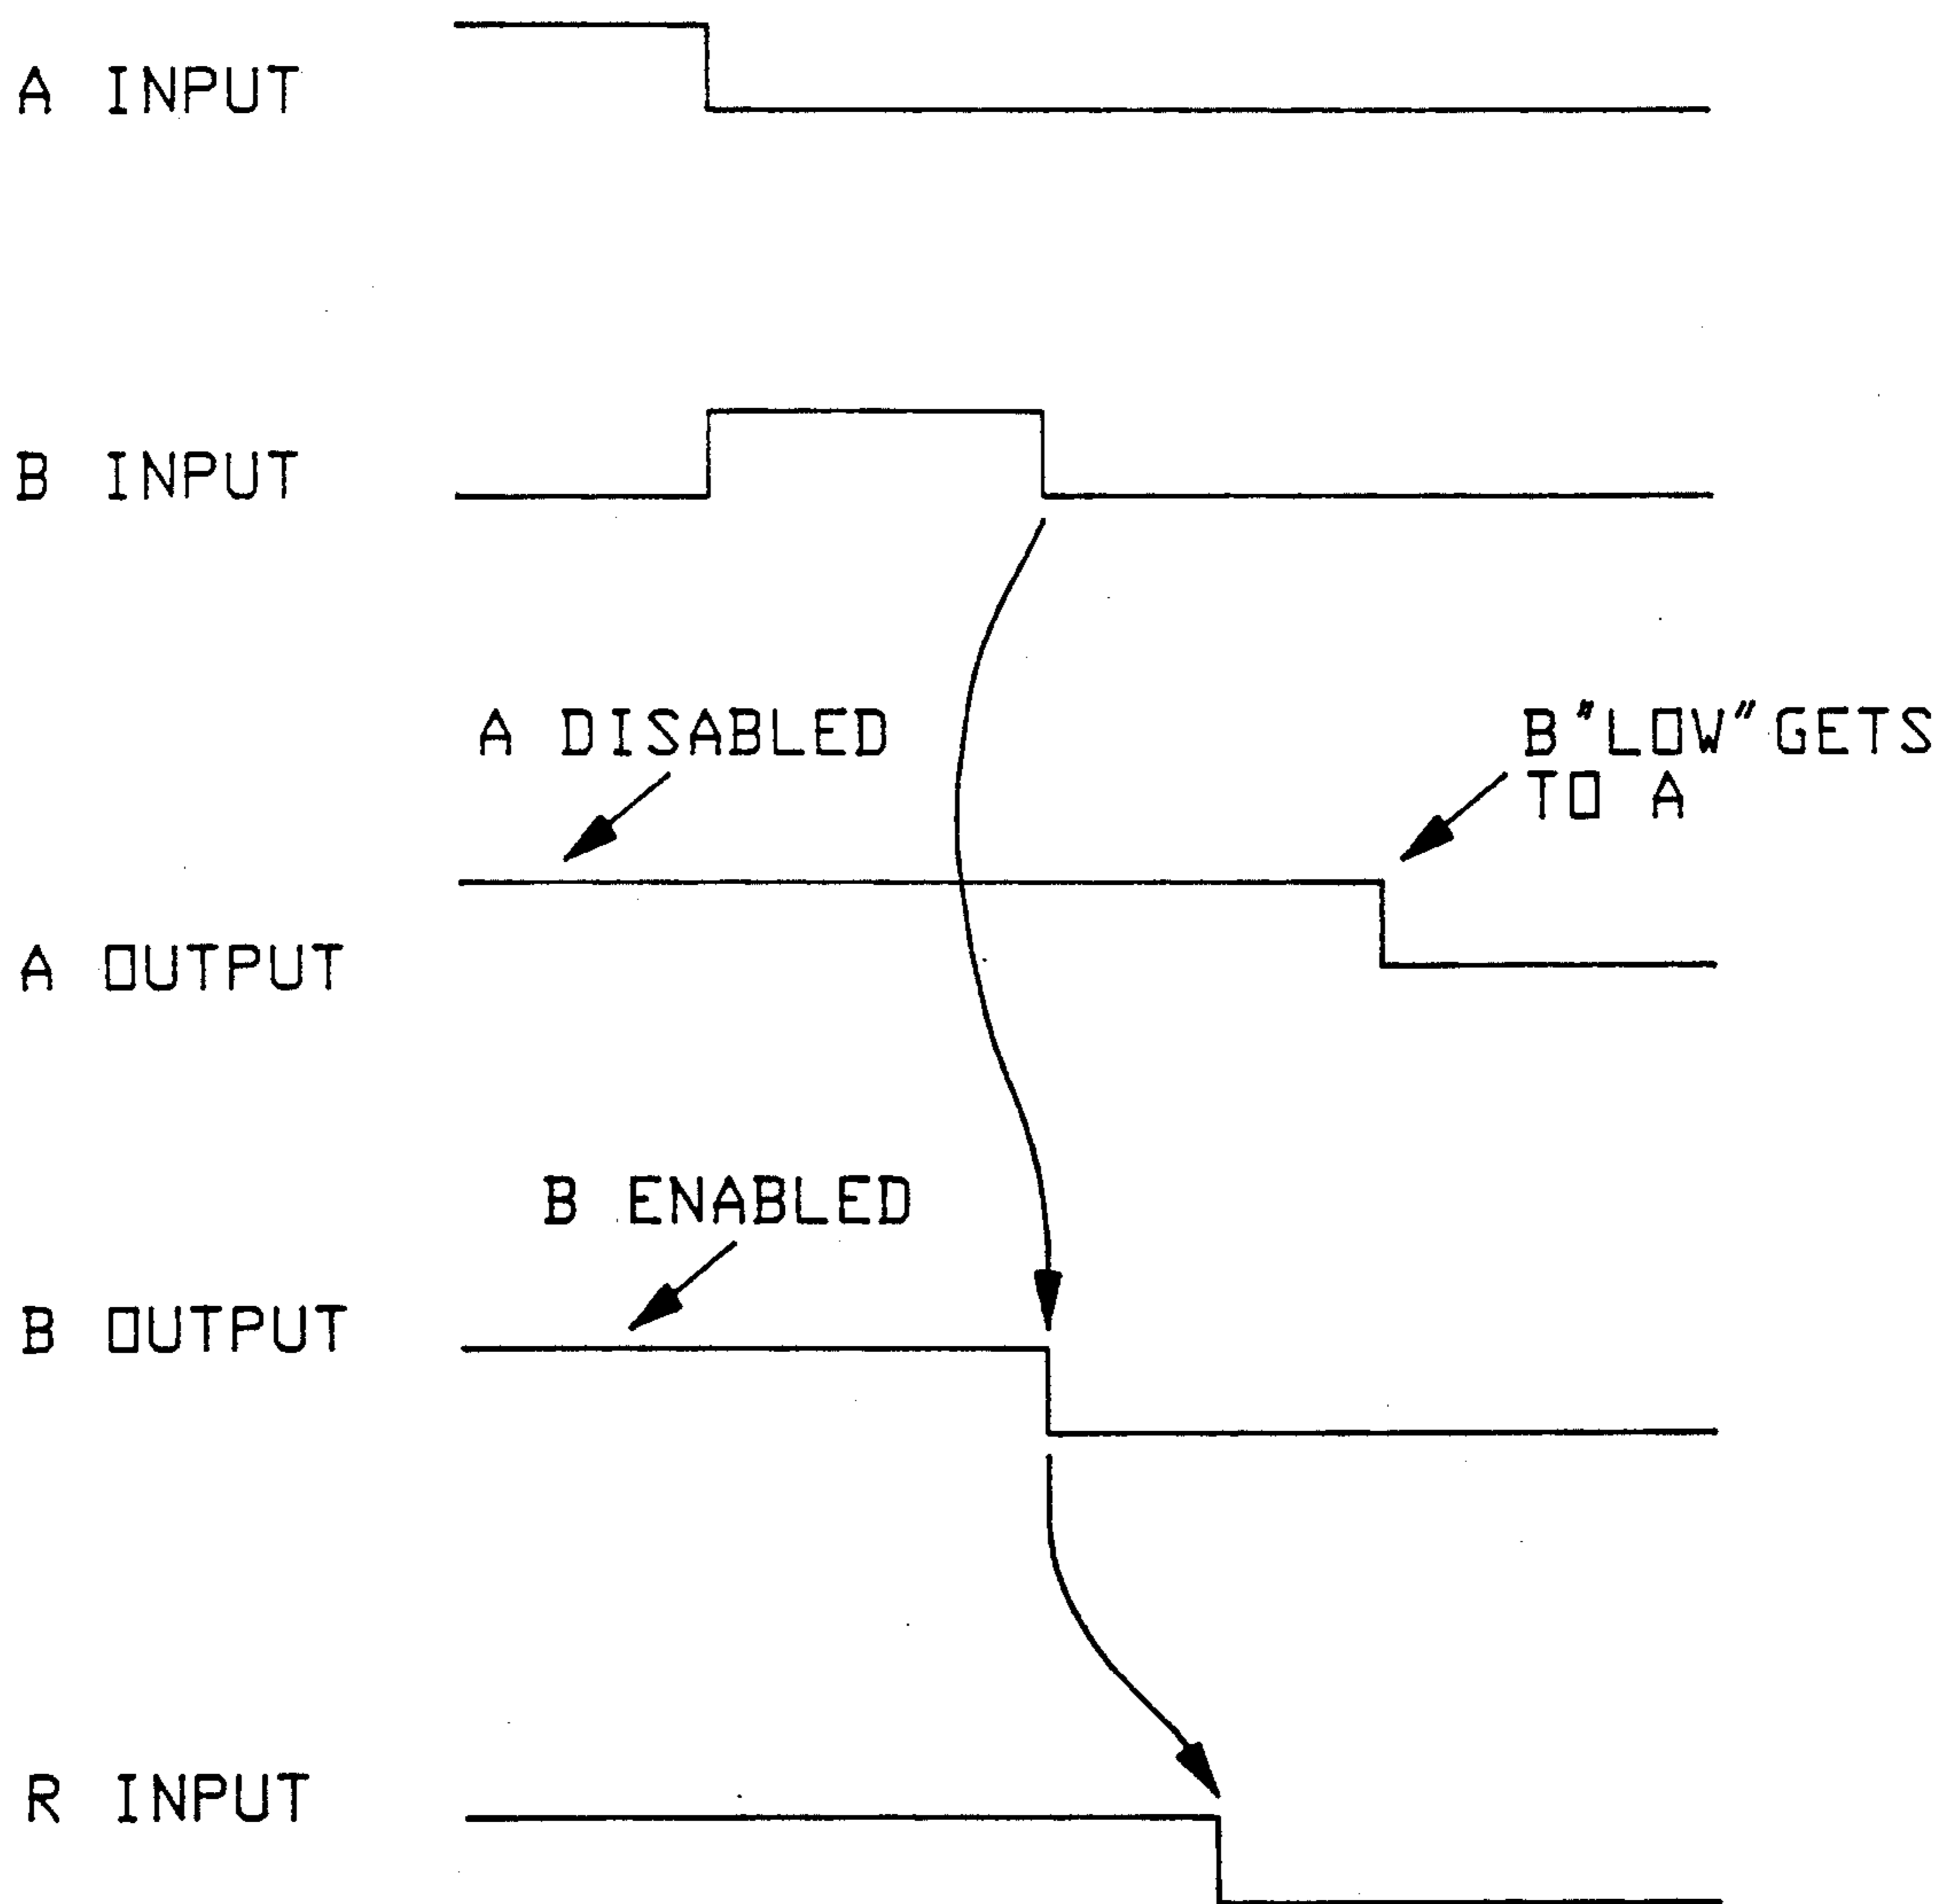 A INPUT
B INPUT
A DISABLED
B "LOW" GETS
TO A
A OUTPUT
B ENABLED
B OUTPUT
R INPUT